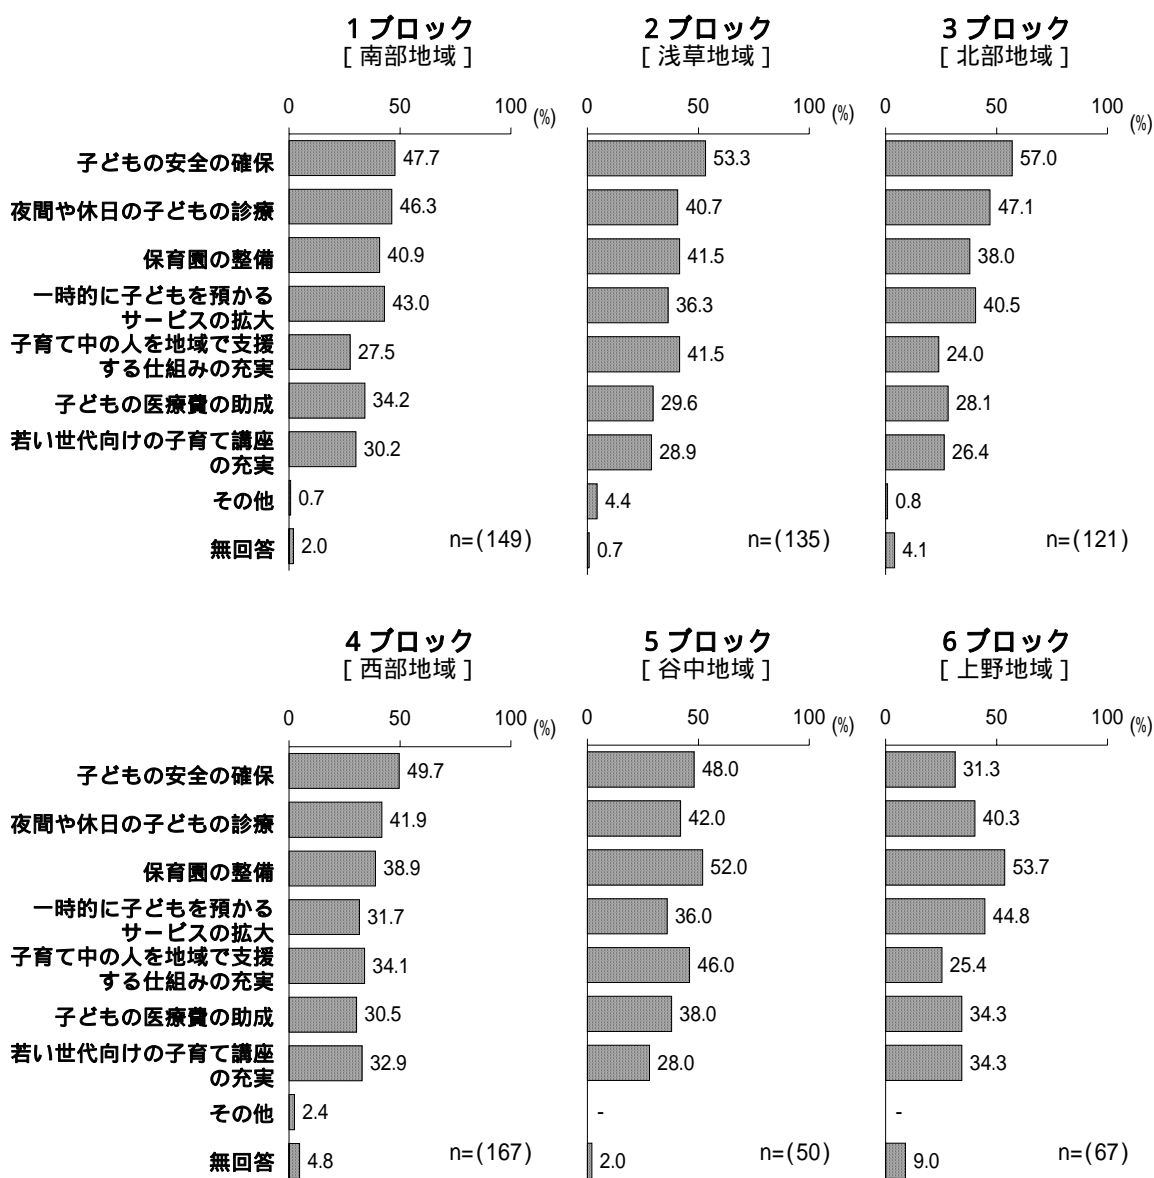 1 ブロック
[ 南部地域 ]
2 ブロック
[ 浅草地域 ]
3 ブロック
[ 北部地域 ]
0 50 100 (%)
0 50 100 (%)
0 50 100 (%)
子どもの安全の確保 47.7 53.3 57.0
夜間や休日の子どもの診療 46.3 40.7 47.1
保育園の整備 40.9 41.5 38.0
一時的に子どもを預かる
サービスの拡大 43.0 36.3 40.5
子育て中の人を地域で支援
する仕組みの充実 27.5 41.5 24.0
子どもの医療費の助成 34.2 29.6 28.1
若い世代向けの子育て講座
の充実 30.2 28.9 26.4
その他 0.7 4.4 0.8
無回答 2.0 n=(149) 0.7 n=(135) 4.1 n=(121)
4 ブロック
[ 西部地域 ]
5 ブロック
[ 谷中地域 ]
6 ブロック
[ 上野地域 ]
0 50 100 (%)
0 50 100 (%)
0 50 100 (%)
子どもの安全の確保 49.7 48.0 31.3
夜間や休日の子どもの診療 41.9 42.0 40.3
保育園の整備 38.9 52.0 53.7
一時的に子どもを預かる
サービスの拡大 31.7 36.0 44.8
子育て中の人を地域で支援
する仕組みの充実 34.1 46.0 25.4
子どもの医療費の助成 30.5 38.0 34.3
若い世代向けの子育て講座
の充実 32.9 28.0 34.3
その他 2.4 - -
無回答 4.8 n=(167) 2.0 n=(50) 9.0 n=(67)